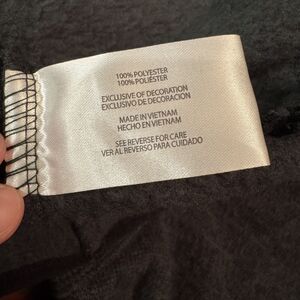 100% POLYESTER
100% POLIÉSTER
EXCLUSIVE OF DECORATION
EXCLUSIVO DE DECORACION
MADE IN VIETNAM
HECHO EN VIETNAM
SEE REVERSE FOR CARE
VER AL REVERSO PARA CUIDADO